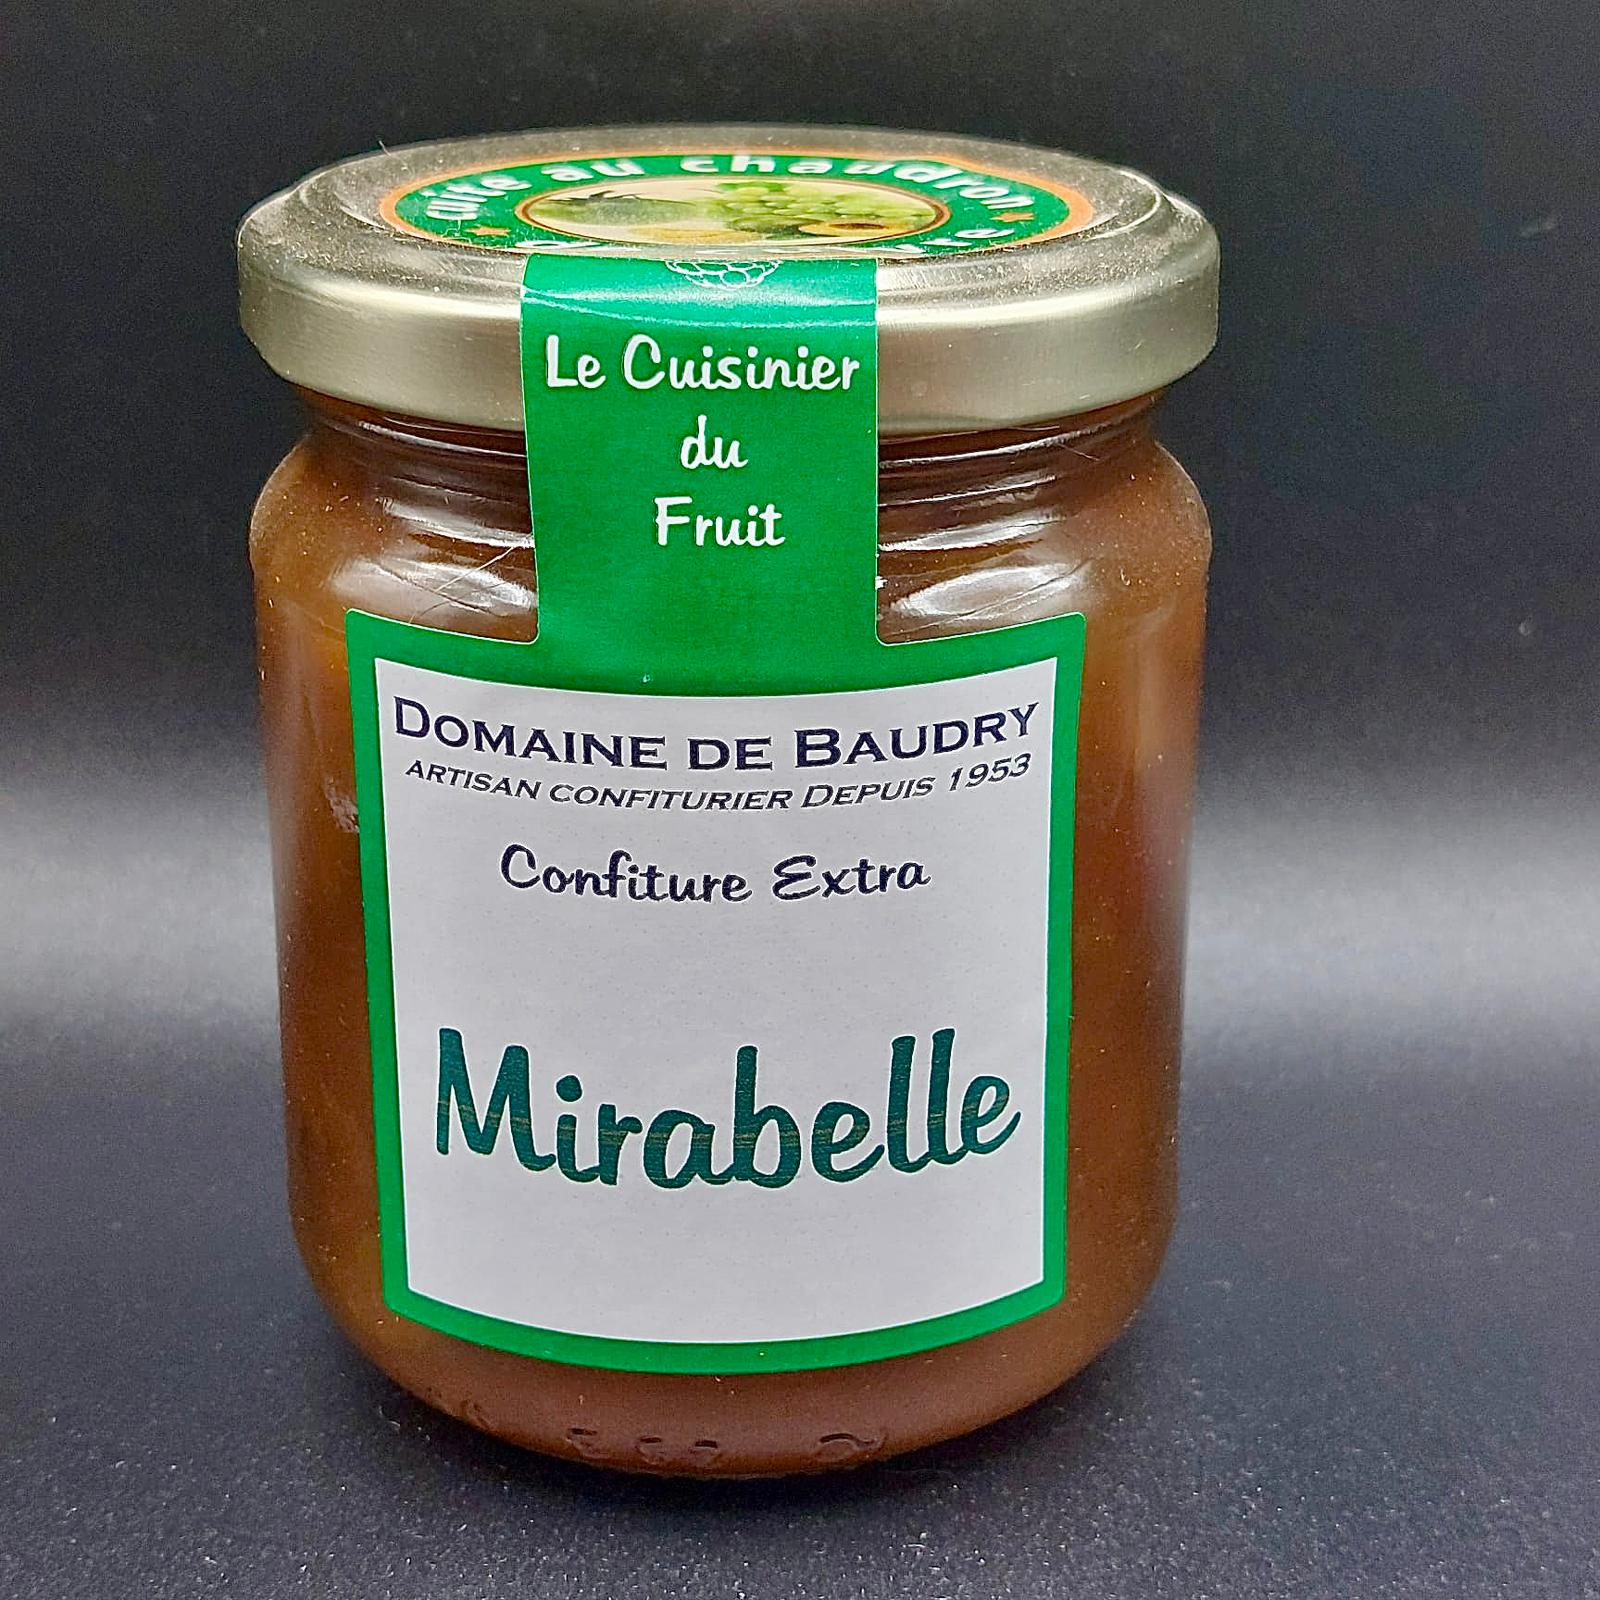 cuite au chaudron
Le Cuisinier
du
Fruit
DOMAINE DE BAUDRY
ARTISAN CONFITURIER DEPUIS 1953
Confiture Extra
Mirabelle